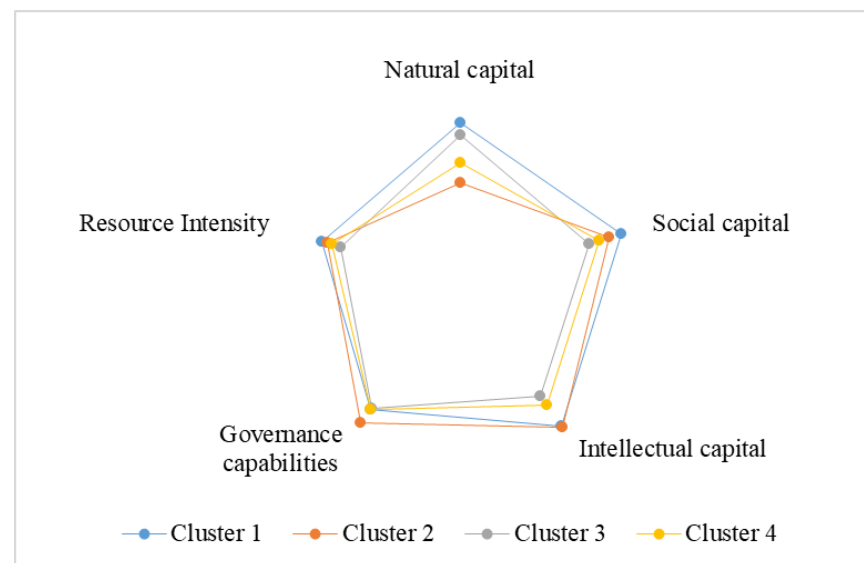 Natural capital
Resource Intensity
Social capital
Governance
capabilities
Intellectual capital
Cluster 1
Cluster 2
Cluster 3
Cluster 4